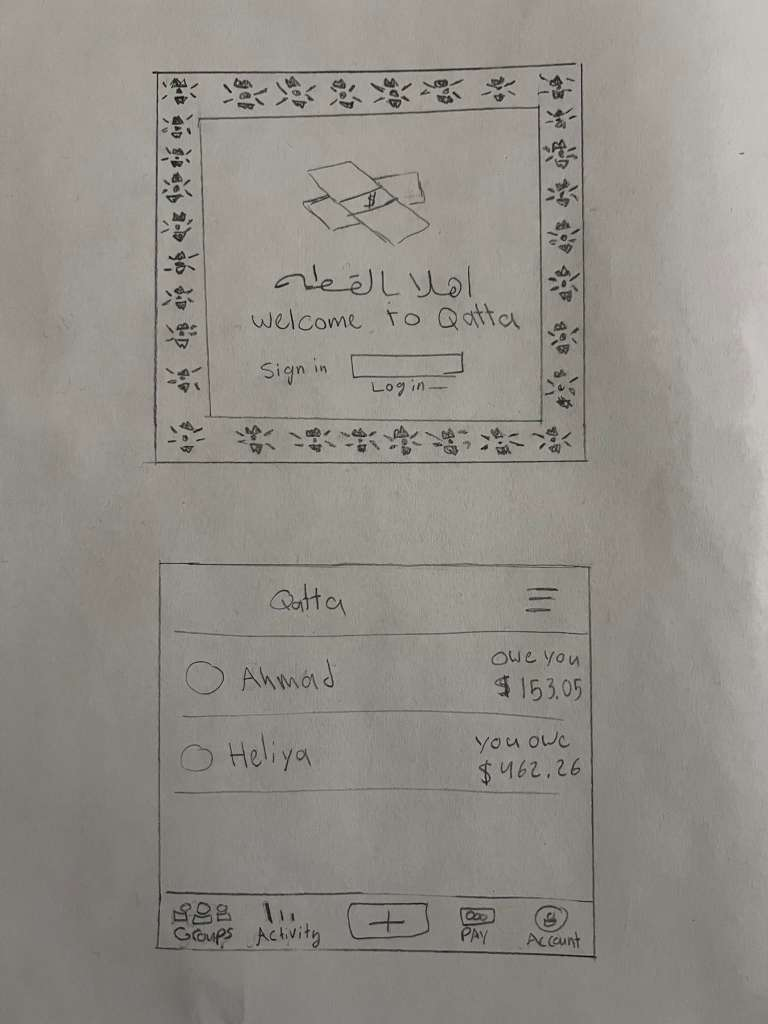 $
اهلا بالقطه
Welcome to Qatta
Sign in
Log in
Qatta
Ahmad
owe you
$153.05
Heliya
you owe
$462.26
Groups
Activity
+
PAY
Account